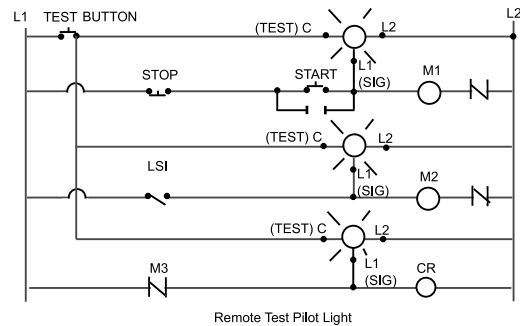 L1 TEST BUTTON (TEST) C L2 L2
L1
(SIG)
STOP START M1
(TEST) C L2
L1
(SIG)
LSI M2
(TEST) C L2
L1
(SIG)
M3 CR
Remote Test Pilot Light